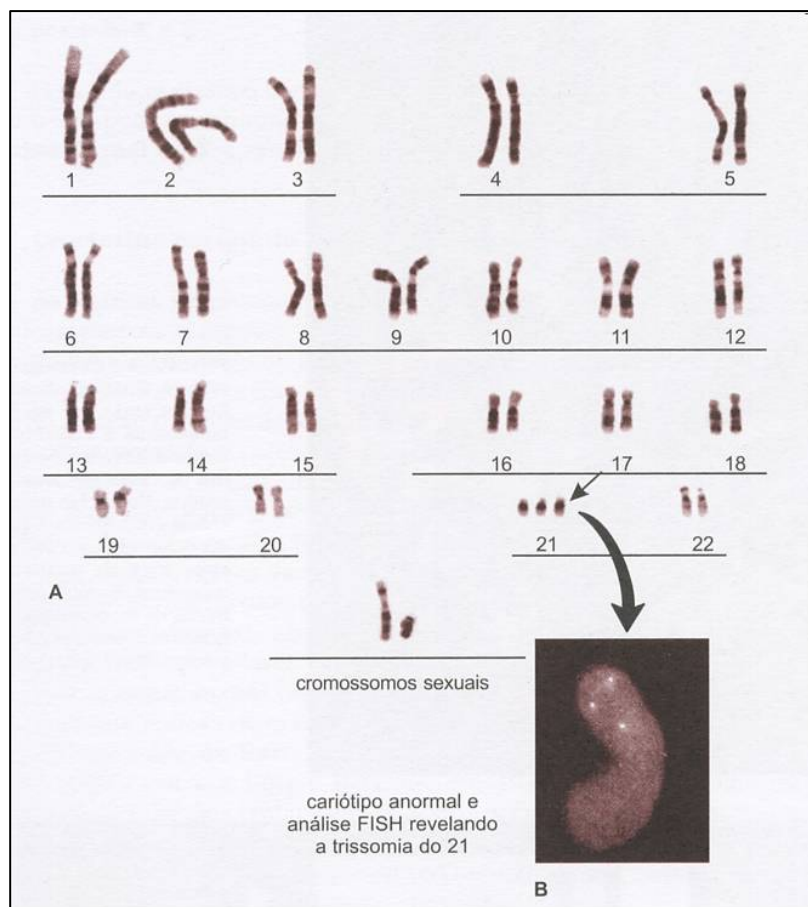 1 2 3 4 5
6 7 8 9 10 11 12
13 14 15 16 17 18
19 20 21 22
A
cromossomos sexuais
cariótipo anormal e
análise FISH revelando
a trissomia do 21
B